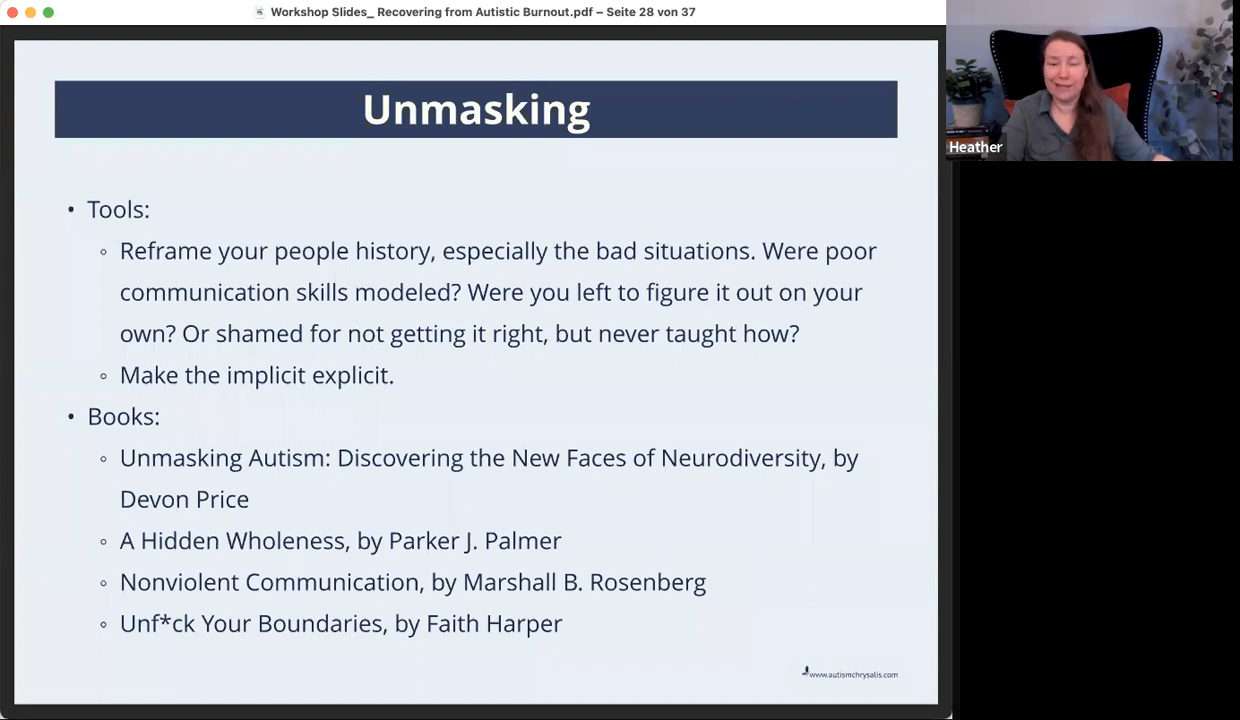 Workshop Slides_ Recovering from Autistic Burnout.pdf – Seite 28 von 37
Unmasking
• Tools:
◦ Reframe your people history, especially the bad situations. Were poor
communication skills modeled? Were you left to figure it out on your
own? Or shamed for not getting it right, but never taught how?
◦ Make the implicit explicit.
• Books:
◦ Unmasking Autism: Discovering the New Faces of Neurodiversity, by
Devon Price
◦ A Hidden Wholeness, by Parker J. Palmer
◦ Nonviolent Communication, by Marshall B. Rosenberg
◦ Unf*ck Your Boundaries, by Faith Harper
www.autismchrysalis.com
Heather